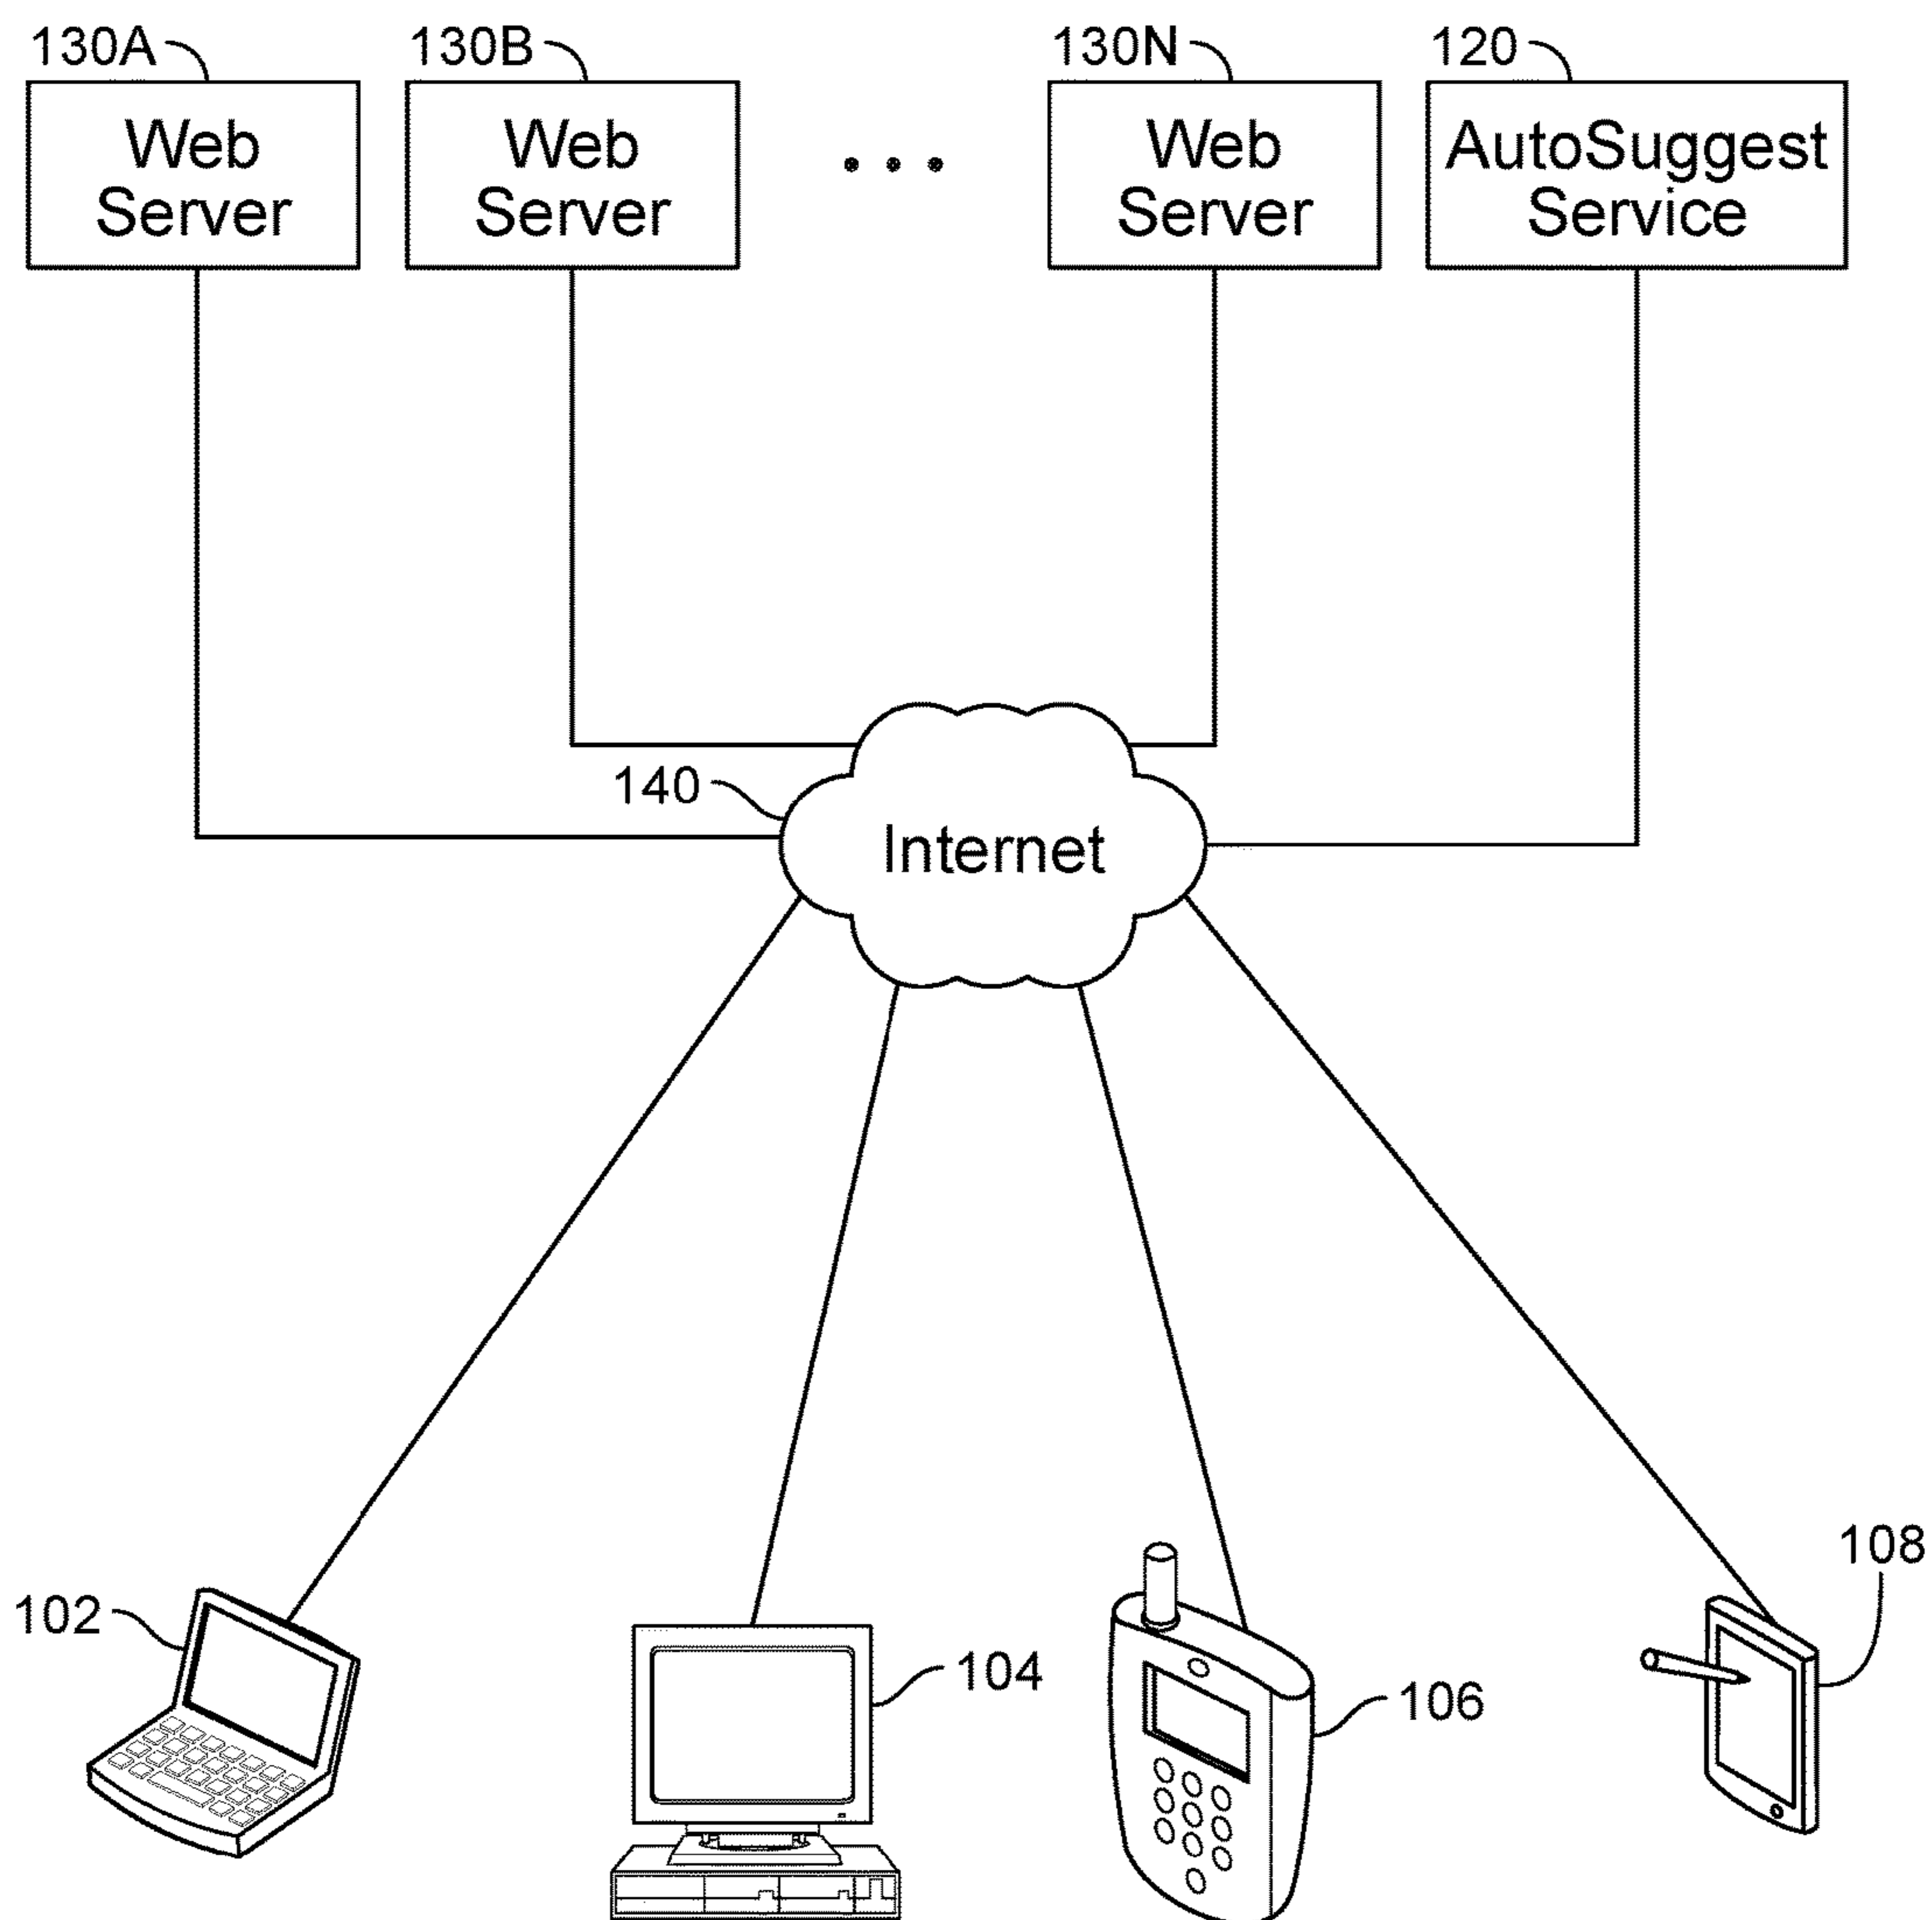 130A
130B
130N
120
Web
Server
Web
Server
...
Web
Server
AutoSuggest
Service
140
Internet
102
104
106
108